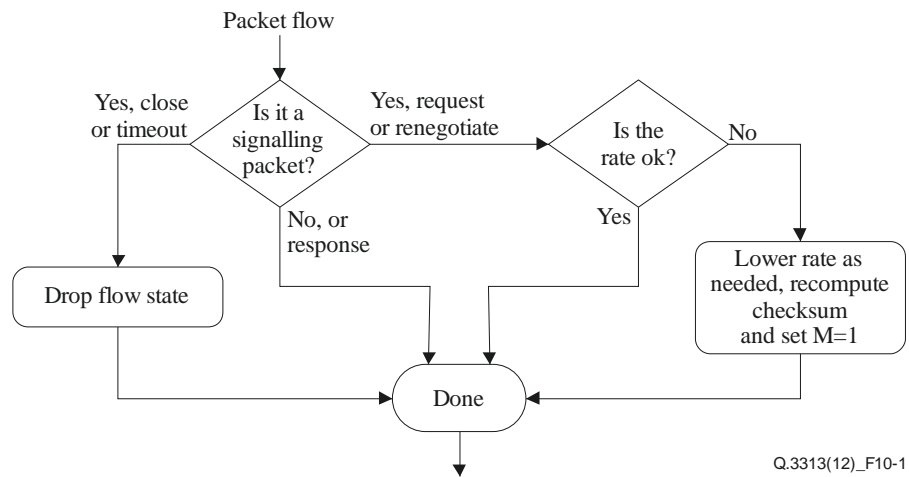 Packet flow
Yes, close
or timeout
Is it a
signalling
packet?
Yes, request
or renegotiate
Is the
rate ok?
No
No, or
response
Yes
Drop flow state
Lower rate as
needed, recompute
checksum
and set M=1
Done
Q.3313(12)_F10-1